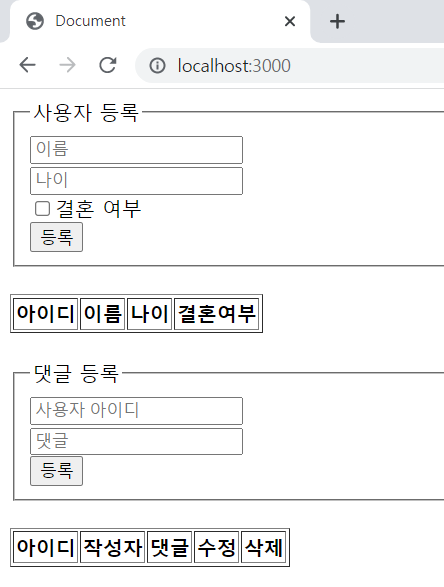 Document
localhost:3000
사용자 등록
이름
나이
결혼 여부
등록
아이디 이름 나이 결혼여부
댓글 등록
사용자 아이디
댓글
등록
아이디 작성자 댓글 수정 삭제